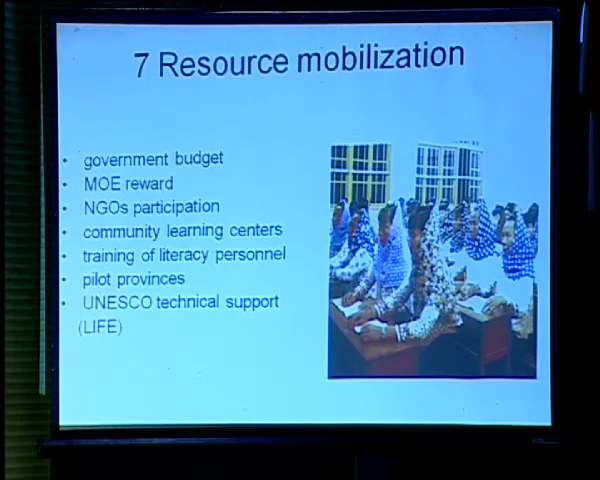 7 Resource mobilization
• government budget
• MOE reward
• NGOs participation
• community learning centers
• training of literacy personnel
• pilot provinces
• UNESCO technical support
(LIFE)